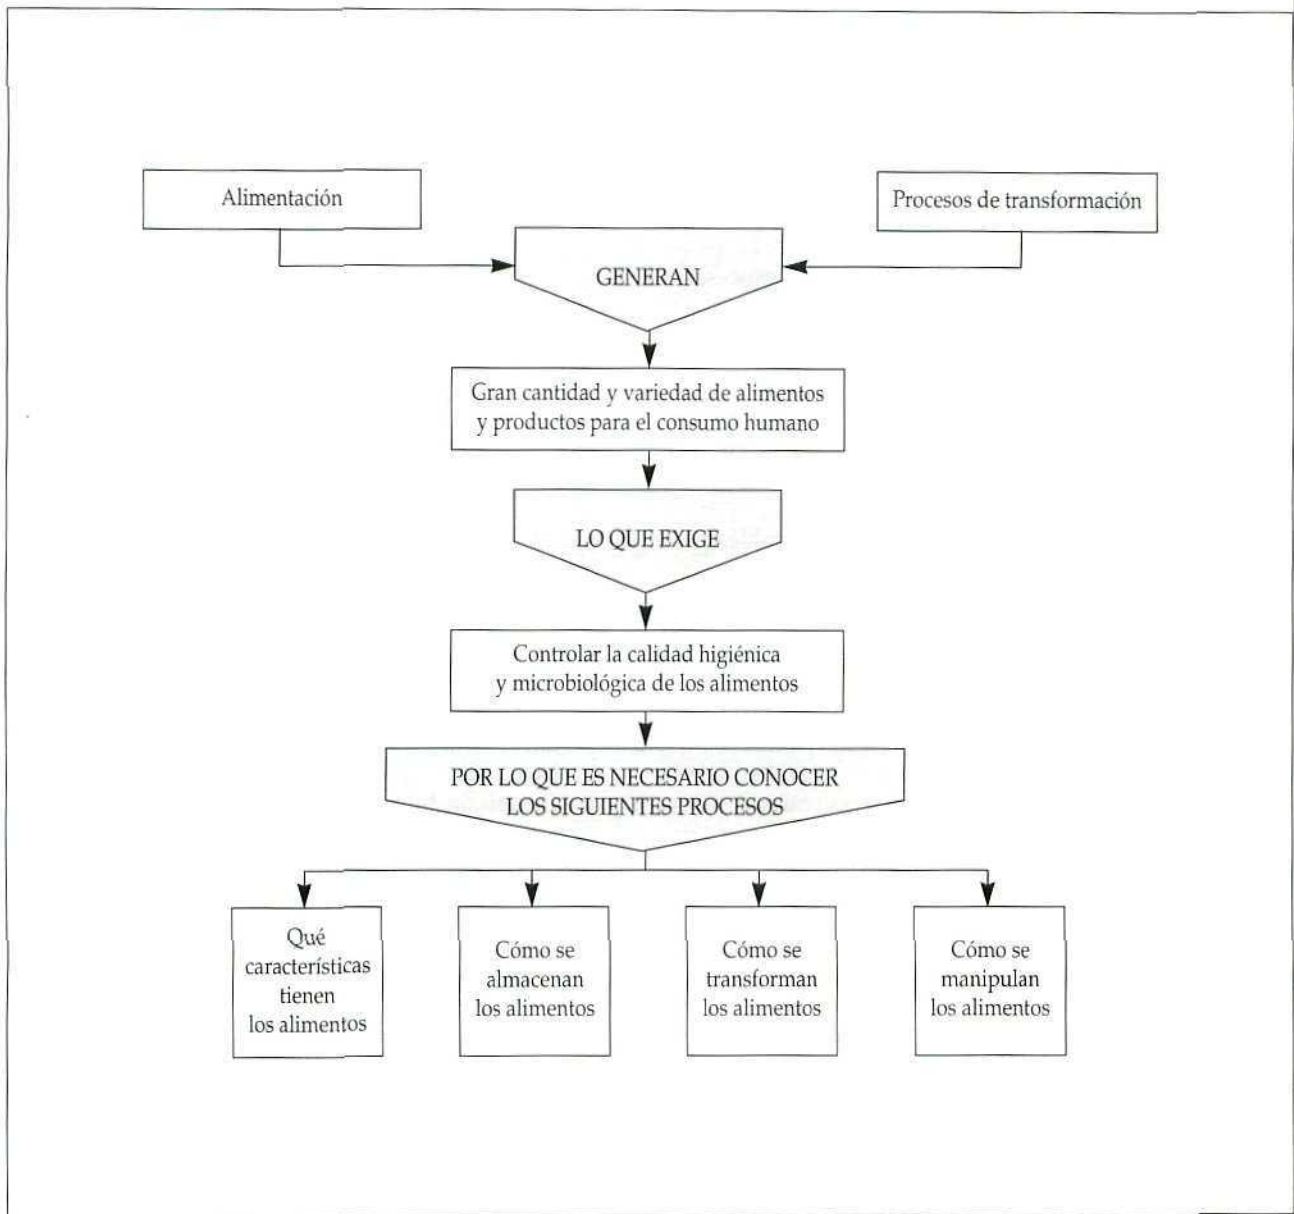 Alimentación
Procesos de transformación
GENERAN
Gran cantidad y variedad de alimentos
y productos para el consumo humano
LO QUE EXIGE
Controlar la calidad higiénica
y microbiológica de los alimentos
POR LO QUE ES NECESARIO CONOCER
LOS SIGUIENTES PROCESOS
Qué
características
tienen
los alimentos
Cómo se
almacenan
los alimentos
Cómo se
transforman
los alimentos
Cómo se
manipulan
los alimentos